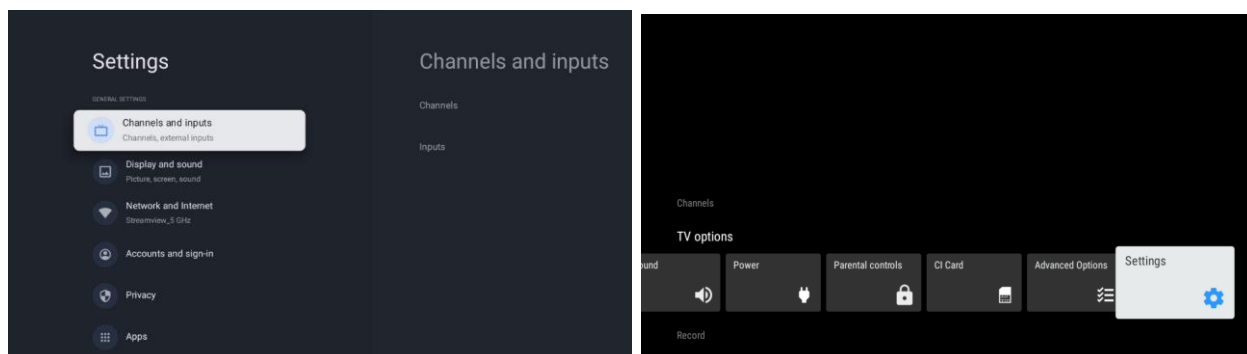 Settings
GENERAL SETTINGS
Channels and inputs
Channels, external inputs
Display and sound
Picture, screen, sound
Network and Internet
Streamview_5 GHz
Accounts and sign-in
Privacy
Apps
Channels and inputs
Channels
Inputs
Channels
TV options
ound
Power
Parental controls
CI Card
Advanced Options
Settings
Record